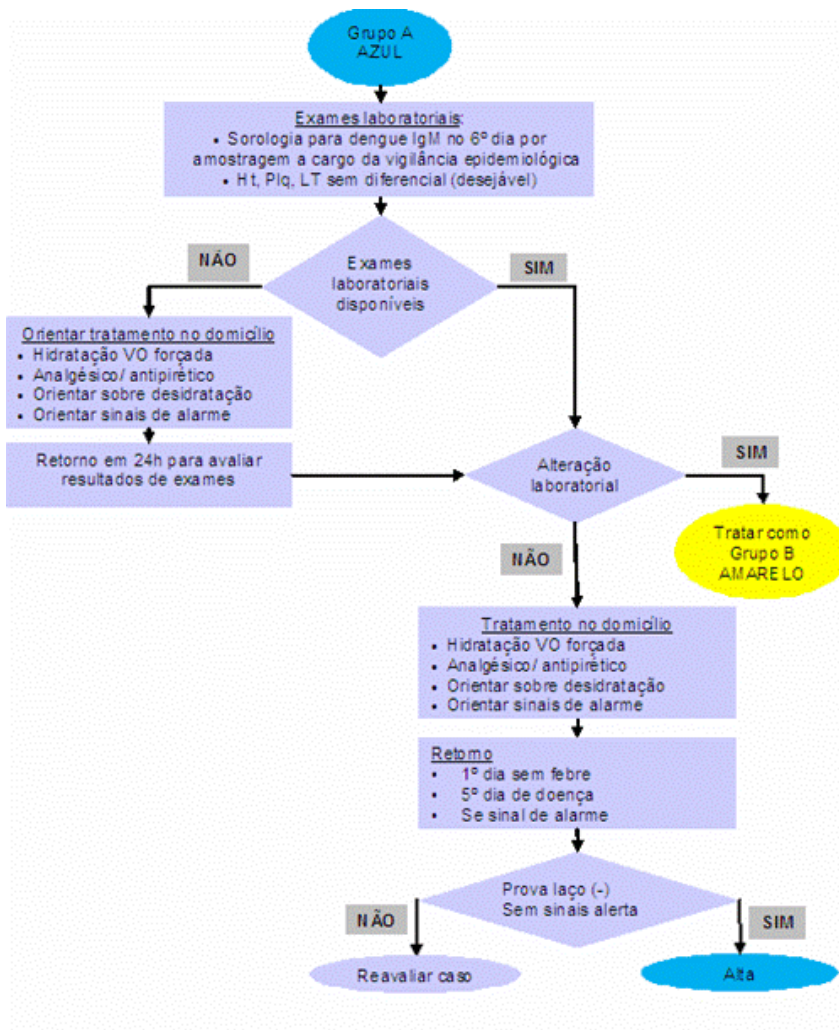 Grupo A
AZUL
Exames laboratoriais:
• Sorologia para dengue IgM no 6º dia por
amostragem a cargo da vigilância epidemiológica
• Ht, Plq, LT sem diferencial (desejável)
NÃO
Exames
laboratoriais
disponíveis
SIM
Orientar tratamento no domicílio
• Hidratação VO forçada
• Analgésico/ antipirético
• Orientar sobre desidratação
• Orientar sinais de alarme
Retorno em 24h para avaliar
resultados de exames
Alteração
laboratorial
SIM
NÃO
Tratar como
Grupo B
AMARELO
Tratamento no domicílio
• Hidratação VO forçada
• Analgésico/ antipirético
• Orientar sobre desidratação
• Orientar sinais de alarme
Retorno
• 1º dia sem febre
• 5º dia de doença
• Se sinal de alarme
Prova laço (-)
Sem sinais alerta
NÃO
SIM
Reavaliar caso
Alta